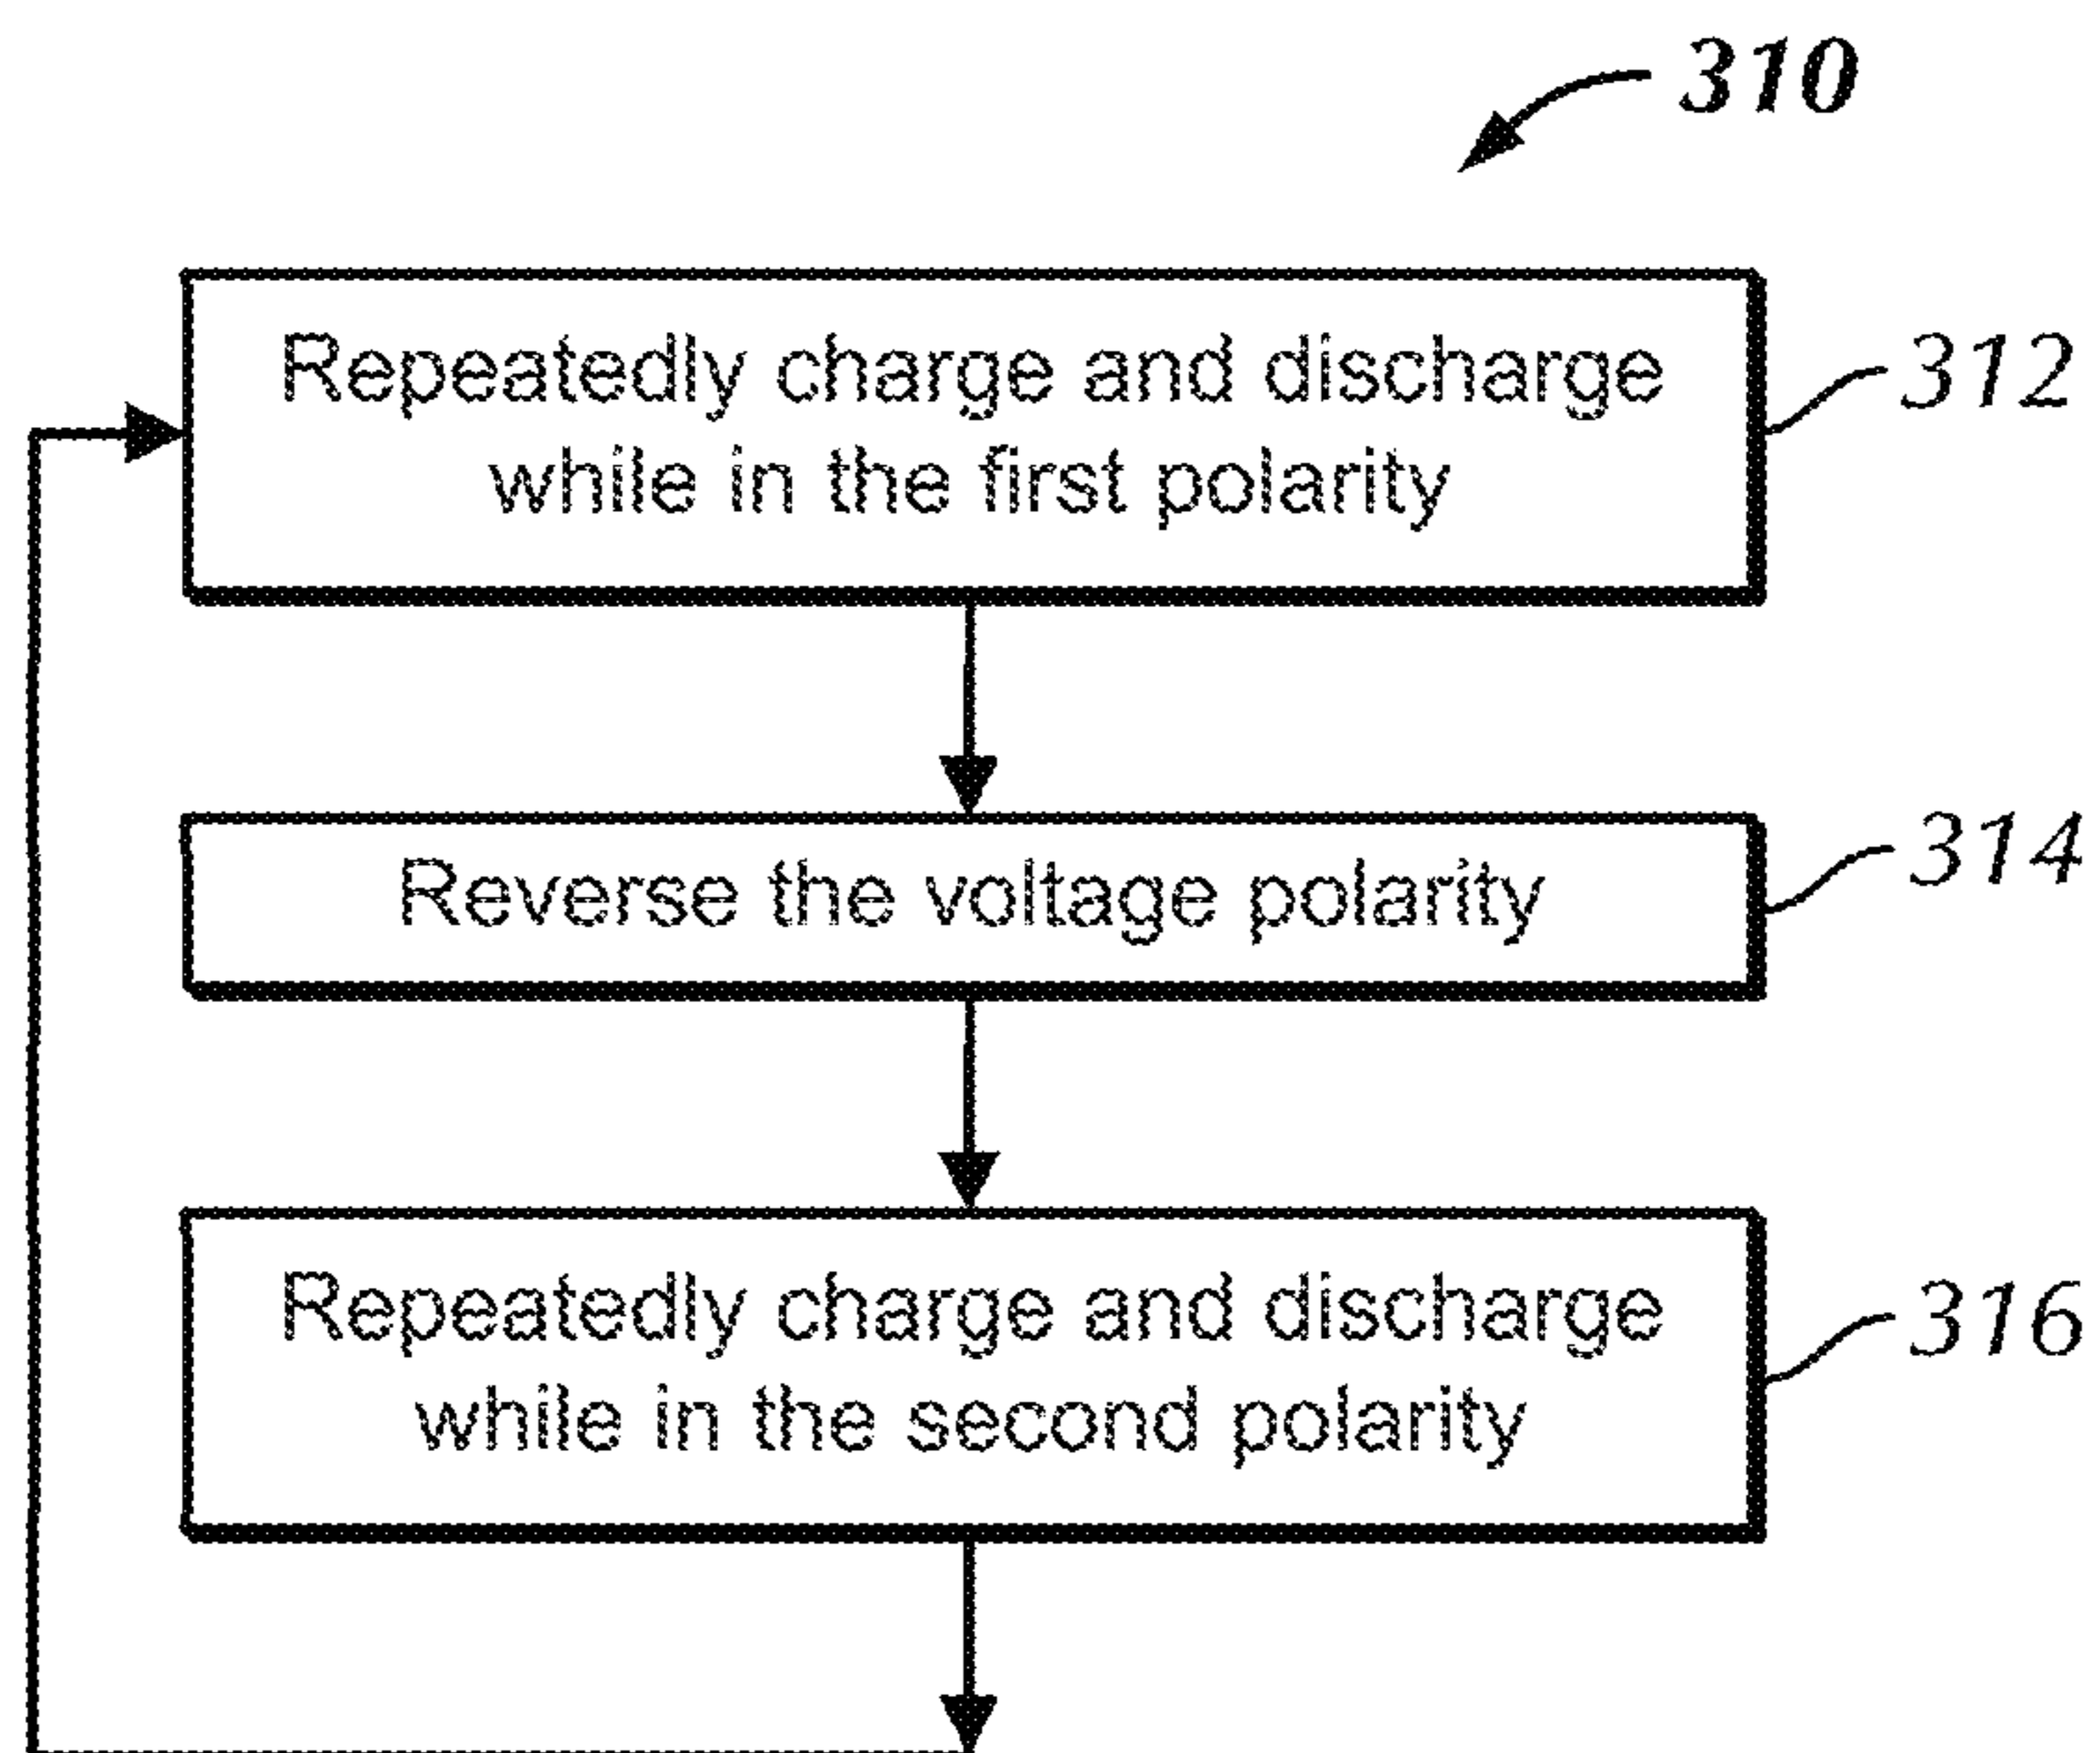 310
Repeatedly charge and discharge
while in the first polarity
312
Reverse the voltage polarity
314
Repeatedly charge and discharge
while in the second polarity
316